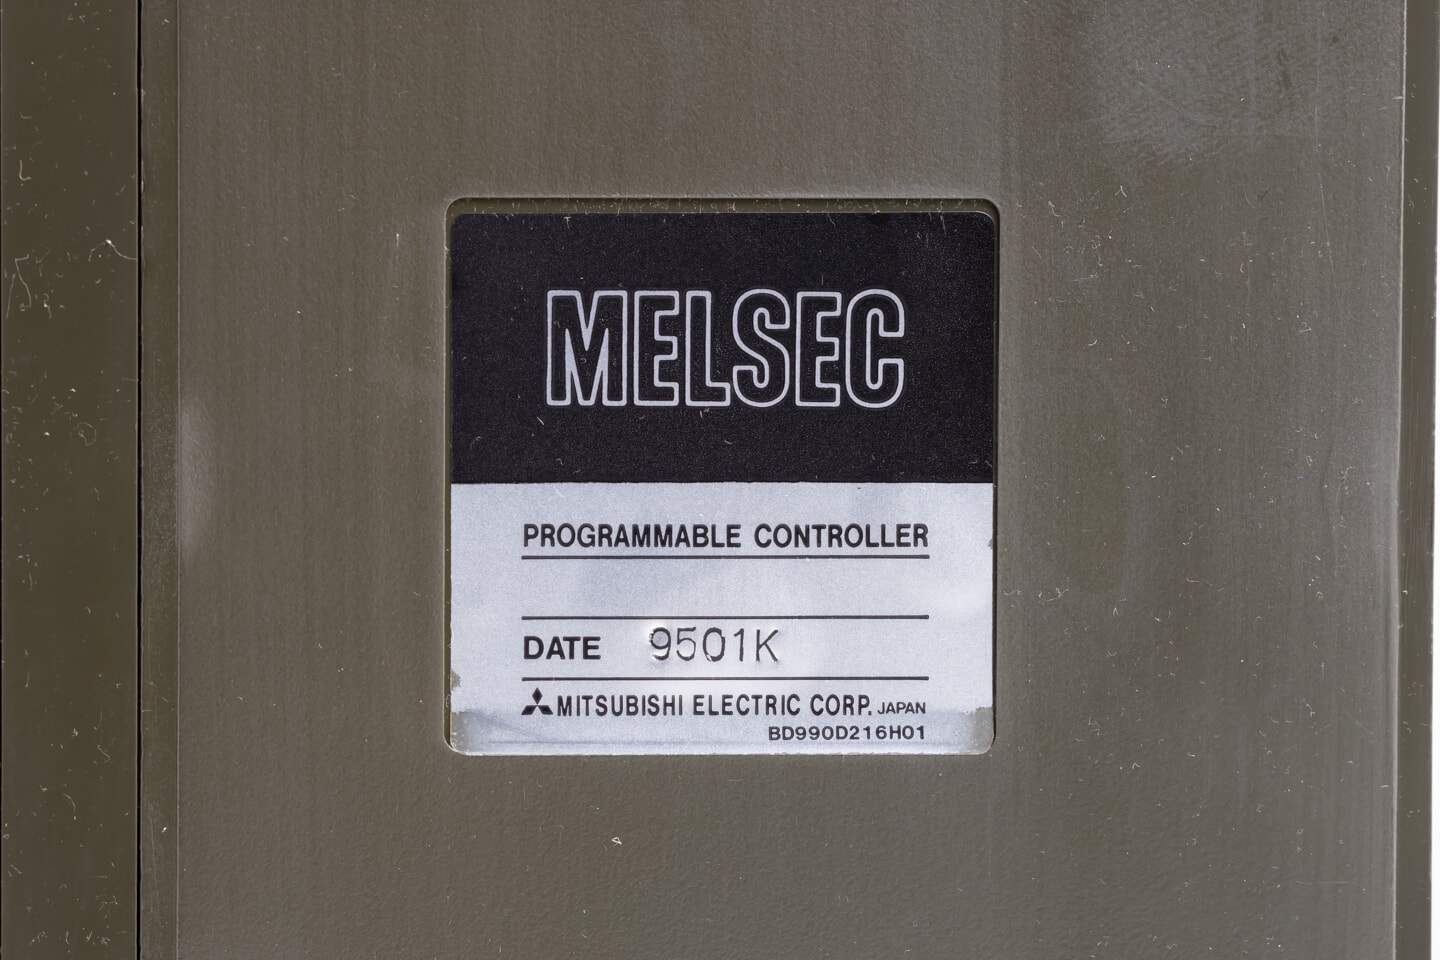 MELSEC
PROGRAMMABLE CONTROLLER
DATE 9501K
MITSUBISHI ELECTRIC CORP. JAPAN
BD990D216H01